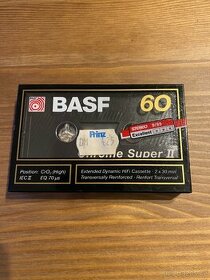 BASF 60
Prinz
DM
Chrome Super II
Position: CrO₂ (High)
IEC II EQ 70 µs
Extended Dynamic HiFi Cassette · 2 x 30 min
Transversally Reinforced · Renfort Transversal